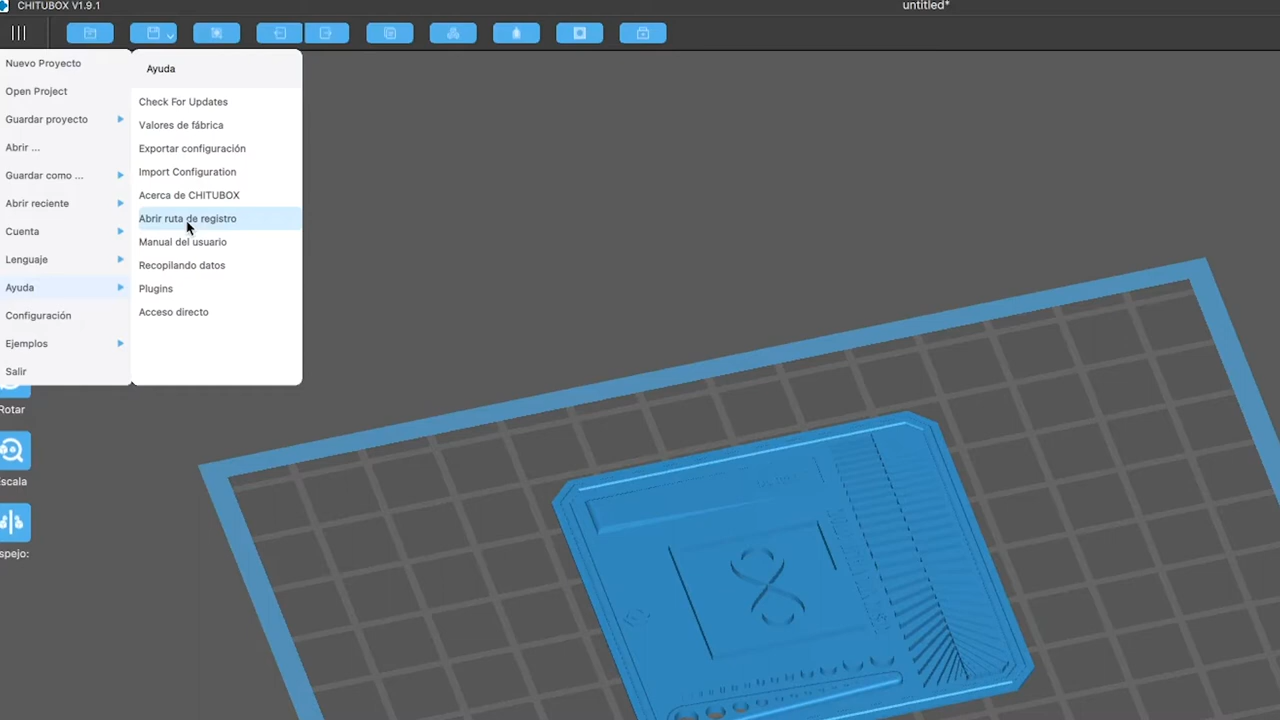 CHITUBOX V1.9.1
untitled*
Nuevo Proyecto
Open Project
Guardar proyecto
Abrir ...
Guardar como ...
Abrir reciente
Cuenta
Lenguaje
Ayuda
Configuración
Ejemplos
Salir
Ayuda
Check For Updates
Valores de fábrica
Exportar configuración
Import Configuration
Acerca de CHITUBOX
Abrir ruta de registro
Manual del usuario
Recopilando datos
Plugins
Acceso directo
Rotar
scala
spejo: